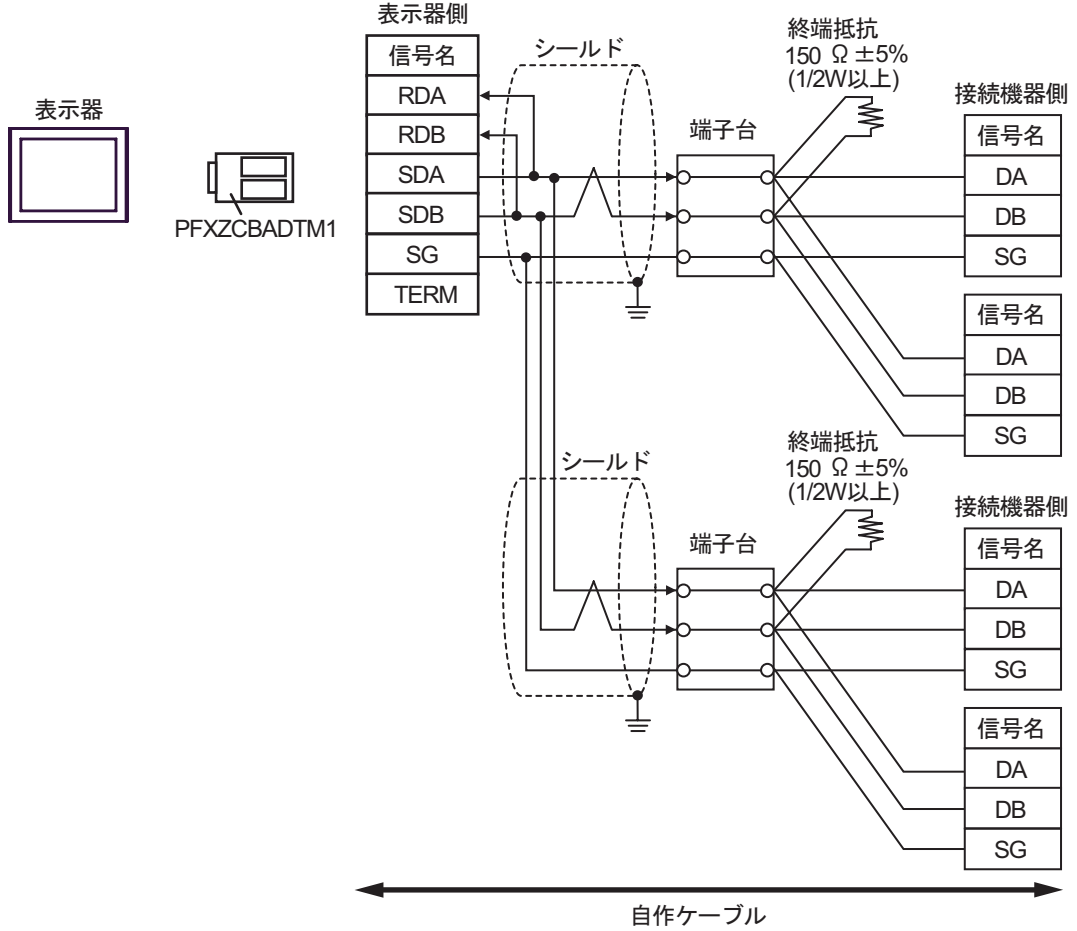 表示器
PFXZCBADTM1
表示器側
信号名
RDA
RDB
SDA
SDB
SG
TERM
シールド
端子台
終端抵抗
150 Ω ±5%
(1/2W以上)
接続機器側
信号名
DA
DB
SG
信号名
DA
DB
SG
シールド
端子台
終端抵抗
150 Ω ±5%
(1/2W以上)
接続機器側
信号名
DA
DB
SG
信号名
DA
DB
SG
自作ケーブル